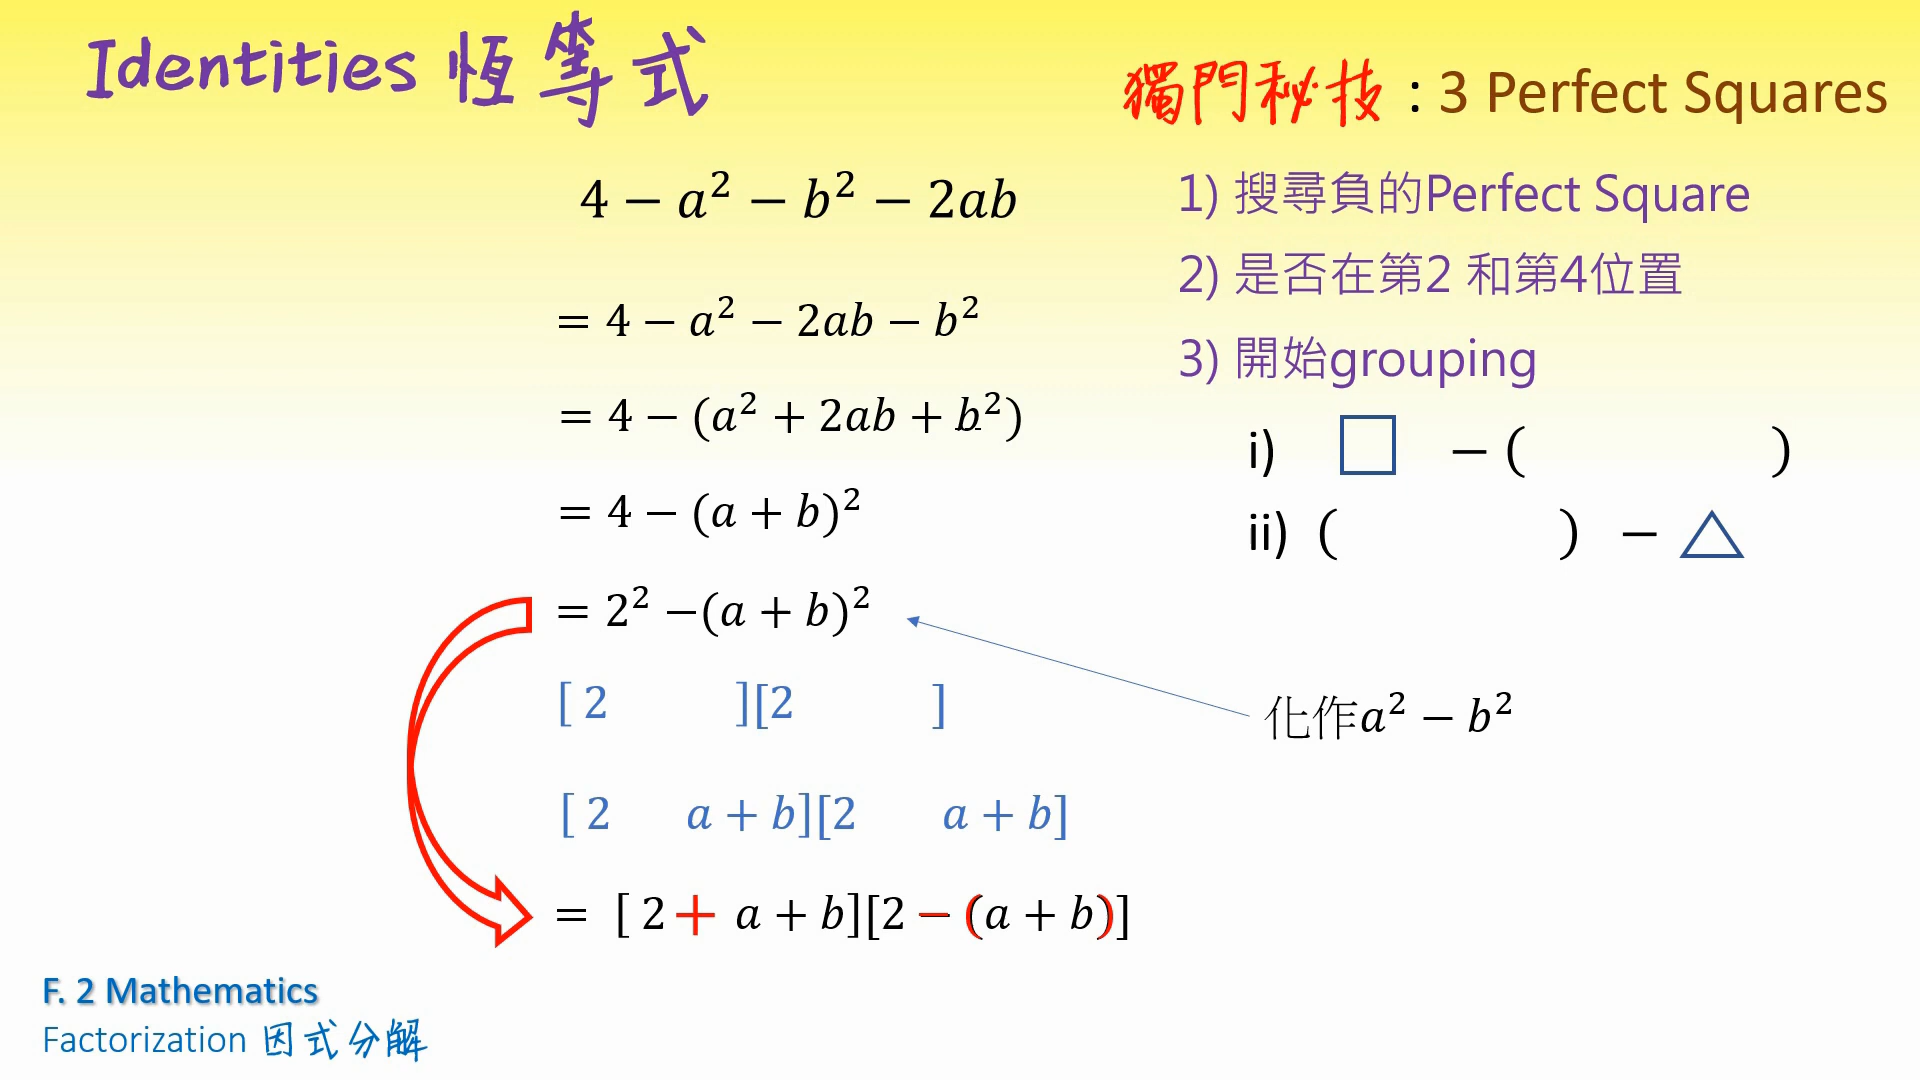 Identities 恆等式
獨門秘技 : 3 Perfect Squares
4 − a² − b² − 2ab
= 4 − a² − 2ab − b²
= 4 − (a² + 2ab + b²)
= 4 − (a + b)²
= 2² −(a + b)²
[ 2 ][2 ]
[ 2 a + b][2 a + b]
= [ 2 + a + b][2 − (a + b)]
1) 搜尋負的Perfect Square
2) 是否在第2 和第4位置
3) 開始grouping
i) □ − ( )
ii) ( ) − △
化作a² − b²
F. 2 Mathematics
Factorization 因式分解